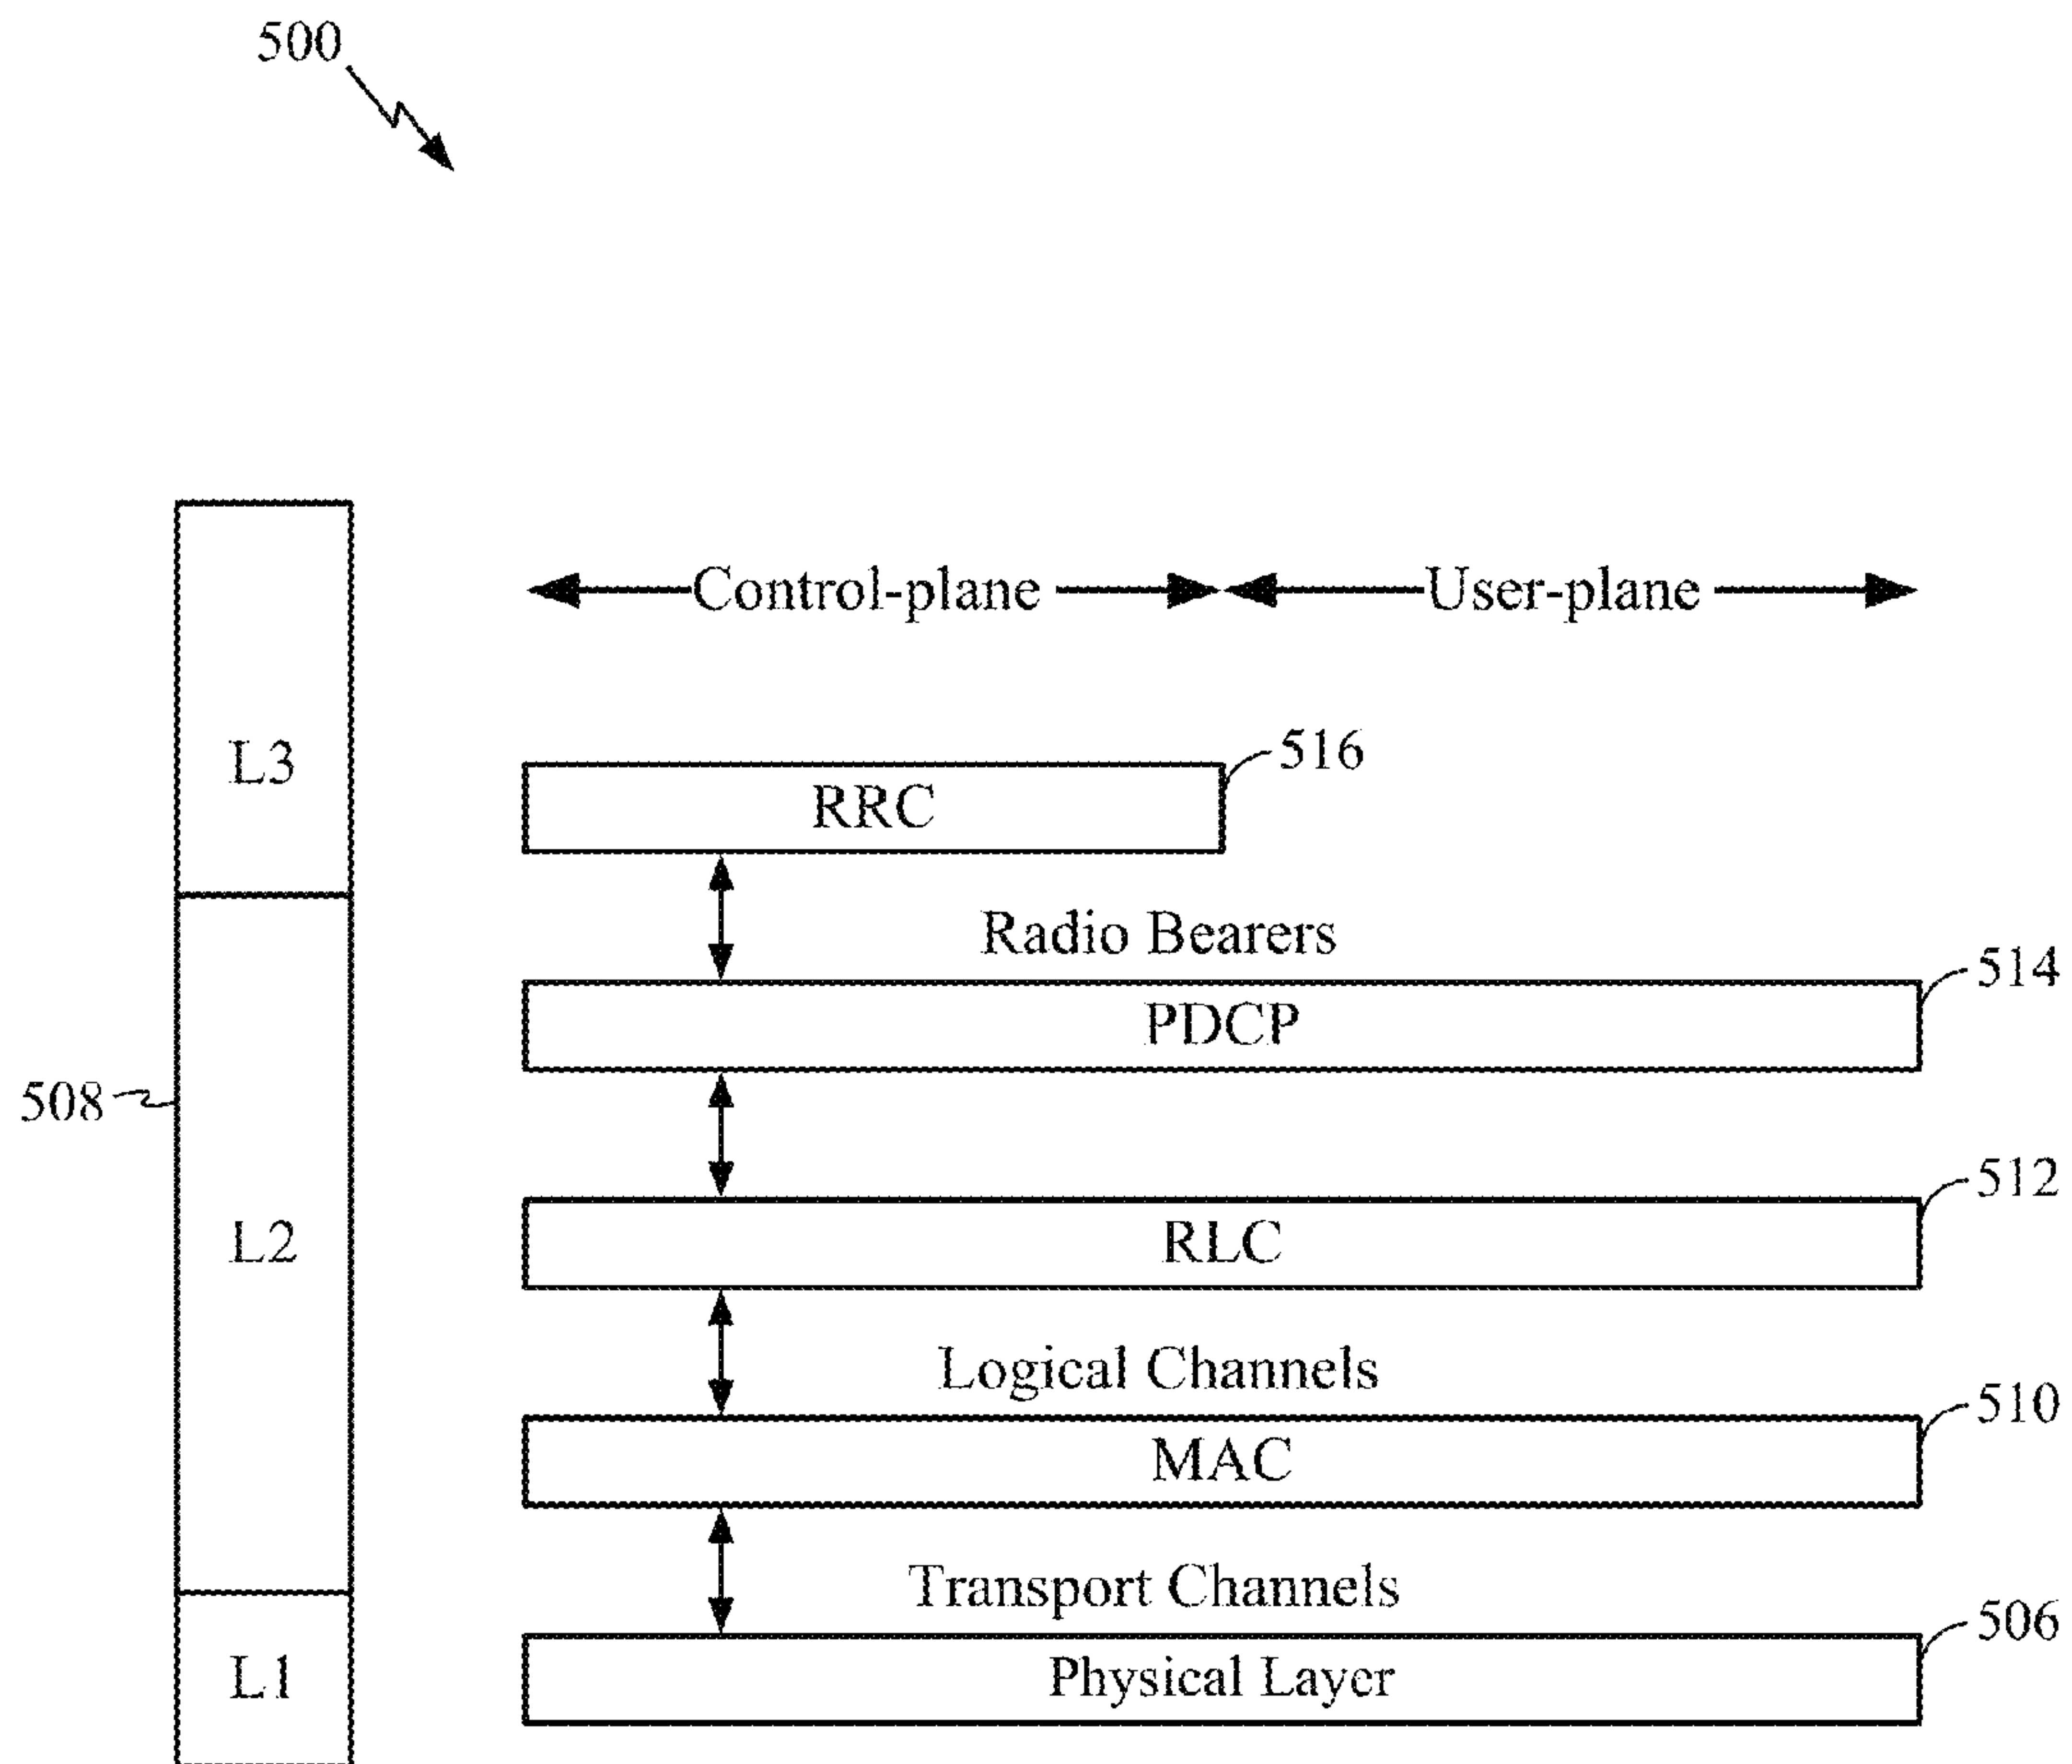 500
Control-plane User-plane
L3
516
RRC
Radio Bearers
514
PDCP
508
512
L2
RLC
Logical Channels
510
MAC
Transport Channels
506
L1
Physical Layer